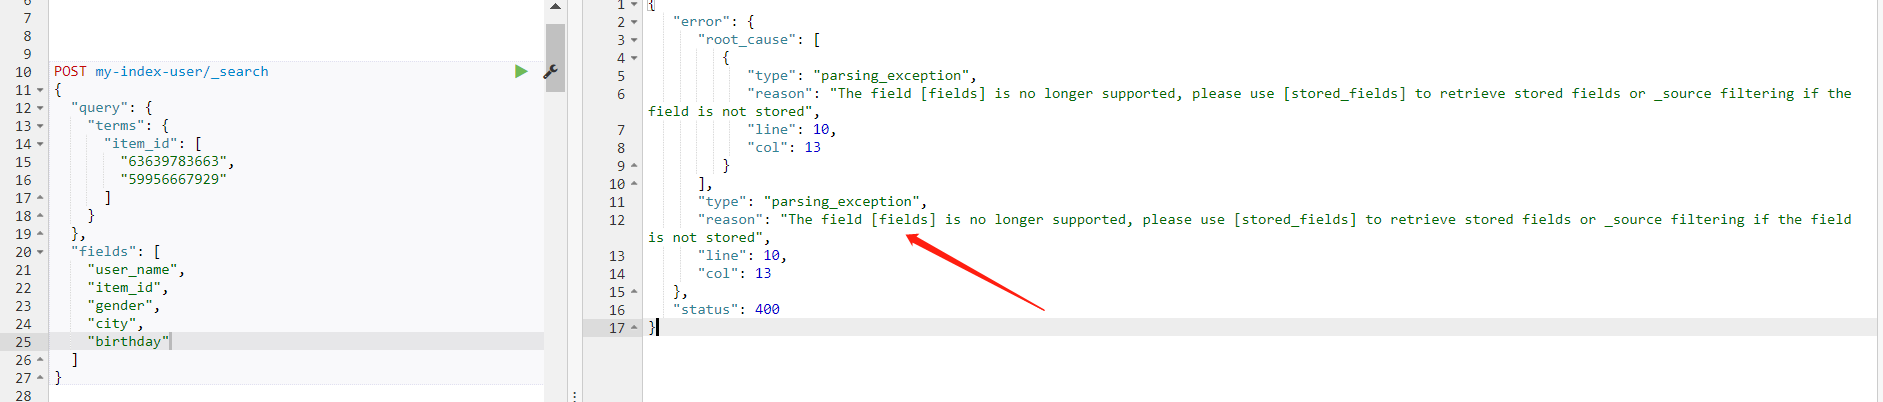 6
7
8
9
10 POST my-index-user/_search
11 {
12 "query": {
13 "terms": {
14 "item_id": [
15 "63639783663",
16 "59956667929"
17 ]
18 }
19 },
20 "fields": [
21 "user_name",
22 "item_id",
23 "gender",
24 "city",
25 "birthday"
26 ]
27 }
28
1 {
2 "error": {
3 "root_cause": [
4 {
5 "type": "parsing_exception",
6 "reason": "The field [fields] is no longer supported, please use [stored_fields] to retrieve stored fields or _source filtering if the
field is not stored",
7 "line": 10,
8 "col": 13
9 }
10 ],
11 "type": "parsing_exception",
12 "reason": "The field [fields] is no longer supported, please use [stored_fields] to retrieve stored fields or _source filtering if the field
is not stored",
13 "line": 10,
14 "col": 13
15 },
16 "status": 400
17 }